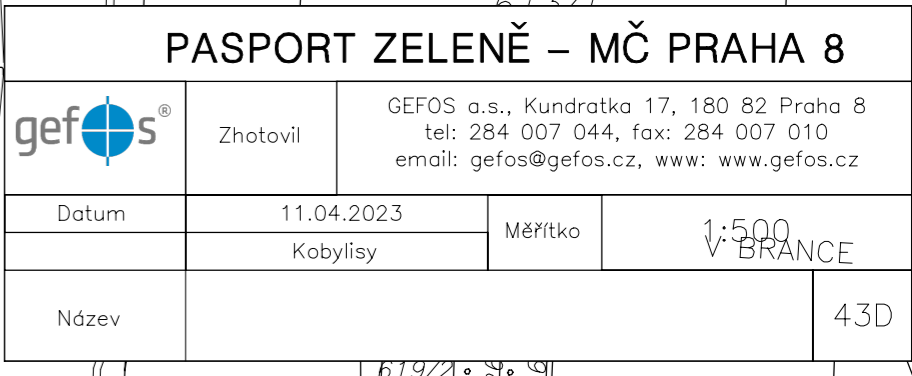 PASPORT ZELENĚ – MČ PRAHA 8
gefos®
Zhotovil
GEFOS a.s., Kundratka 17, 180 82 Praha 8
tel: 284 007 044, fax: 284 007 010
email: gefos@gefos.cz, www: www.gefos.cz
Datum
11.04.2023
Měřítko
1:500
V BRANCE
Kobylisy
Název
43D
619/2